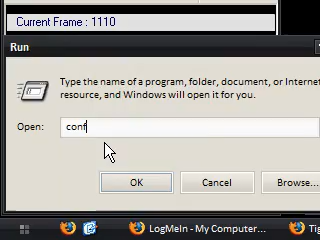 Current Frame : 1110
Run
Type the name of a program, folder, document, or Internet
resource, and Windows will open it for you.
Open:
conf
OK
Cancel
Browse...
LogMeIn - My Computer...